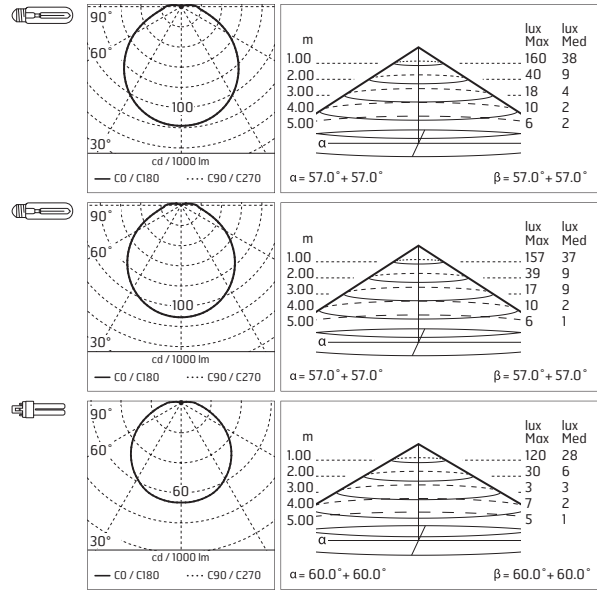 90°
60°
30°
100
cd / 1000 lm
C0 / C180 C90 / C270
m
lux Max lux Med
1.00 160 38
2.00 40 9
3.00 18 4
4.00 10 2
5.00 6 2
α
α = 57.0° + 57.0° β = 57.0° + 57.0°
90°
60°
30°
100
cd / 1000 lm
C0 / C180 C90 / C270
m
lux Max lux Med
1.00 157 37
2.00 39 9
3.00 17 9
4.00 10 2
5.00 6 1
α
α = 57.0° + 57.0° β = 57.0° + 57.0°
90°
60°
30°
60
cd / 1000 lm
C0 / C180 C90 / C270
m
lux Max lux Med
1.00 120 28
2.00 30 6
3.00 3 3
4.00 7 2
5.00 5 1
α
α = 60.0° + 60.0° β = 60.0° + 60.0°